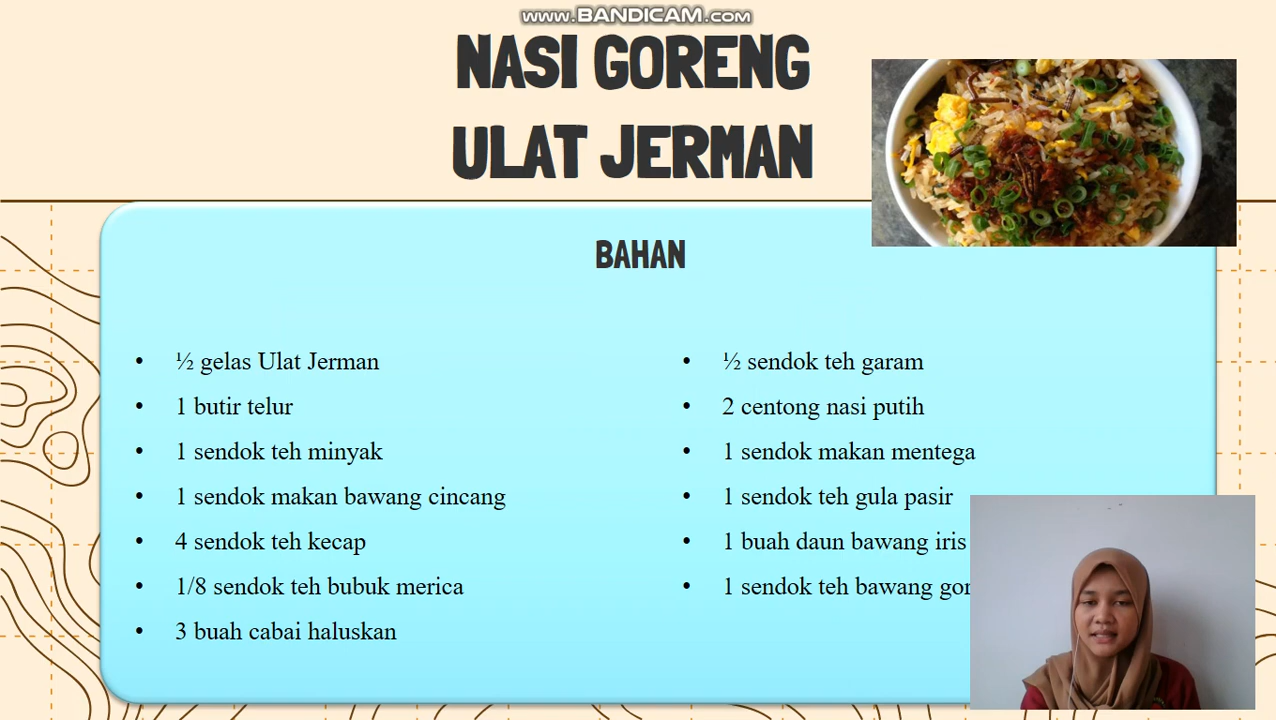 www.BANDICAM.com
NASI GORENG
ULAT JERMAN
BAHAN
• ½ gelas Ulat Jerman
• 1 butir telur
• 1 sendok teh minyak
• 1 sendok makan bawang cincang
• 4 sendok teh kecap
• 1/8 sendok teh bubuk merica
• 3 buah cabai haluskan
• ½ sendok teh garam
• 2 centong nasi putih
• 1 sendok makan mentega
• 1 sendok teh gula pasir
• 1 buah daun bawang iris
• 1 sendok teh bawang